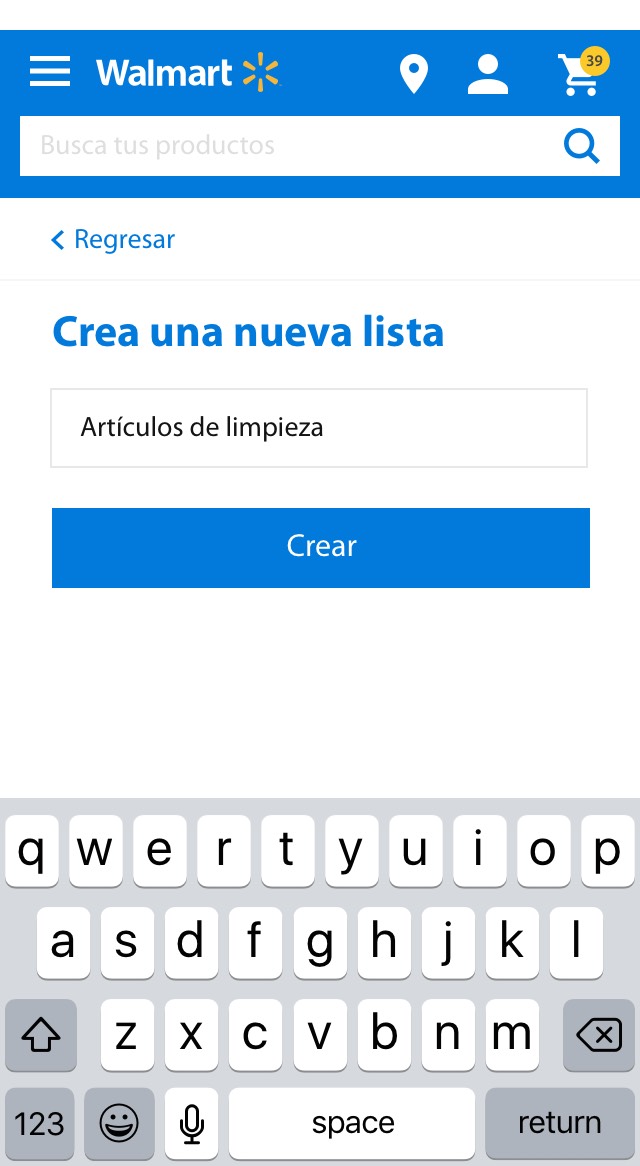 Walmart
39
Busca tus productos
Regresar
Crea una nueva lista
Artículos de limpieza
Crear
q w e r t y u i o p
a s d f g h j k l
z x c v b n m
123 space return